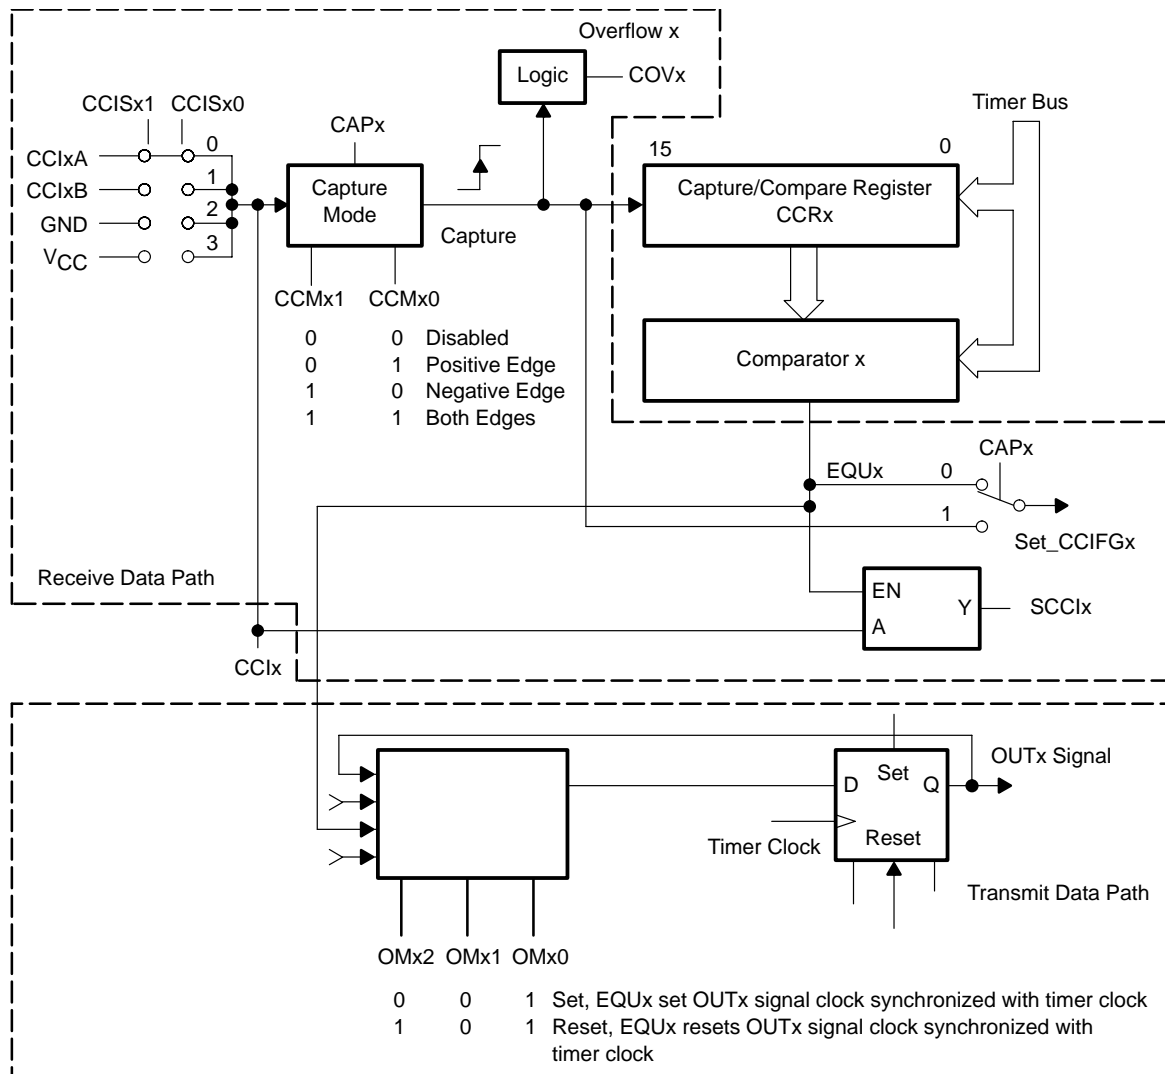 Overflow x
Logic
COVx
CCISx1 CCISx0
Timer Bus
CAPx
0
15
0
CCIxA
1
CCIxB
Capture
Mode
Capture/Compare Register
CCRx
2
GND
Capture
3
VCC
CCMx1 CCMx0
0 0 Disabled
0 1 Positive Edge
1 0 Negative Edge
1 1 Both Edges
Comparator x
CAPx
EQUx
0
1
Set_CCIFGx
Receive Data Path
EN
Y
SCCIx
A
CCIx
OUTx Signal
Set
D
Q
Timer Clock
Reset
Transmit Data Path
OMx2 OMx1 OMx0
0 0 1 Set, EQUx set OUTx signal clock synchronized with timer clock
1 0 1 Reset, EQUx resets OUTx signal clock synchronized with
timer clock